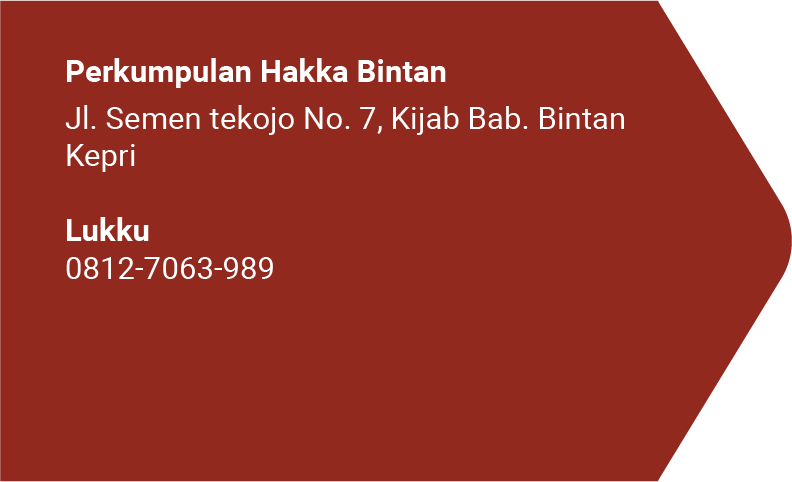 Perkumpulan Hakka Bintan
Jl. Semen tekojo No. 7, Kijab Bab. Bintan
Kepri
Lukku
0812-7063-989